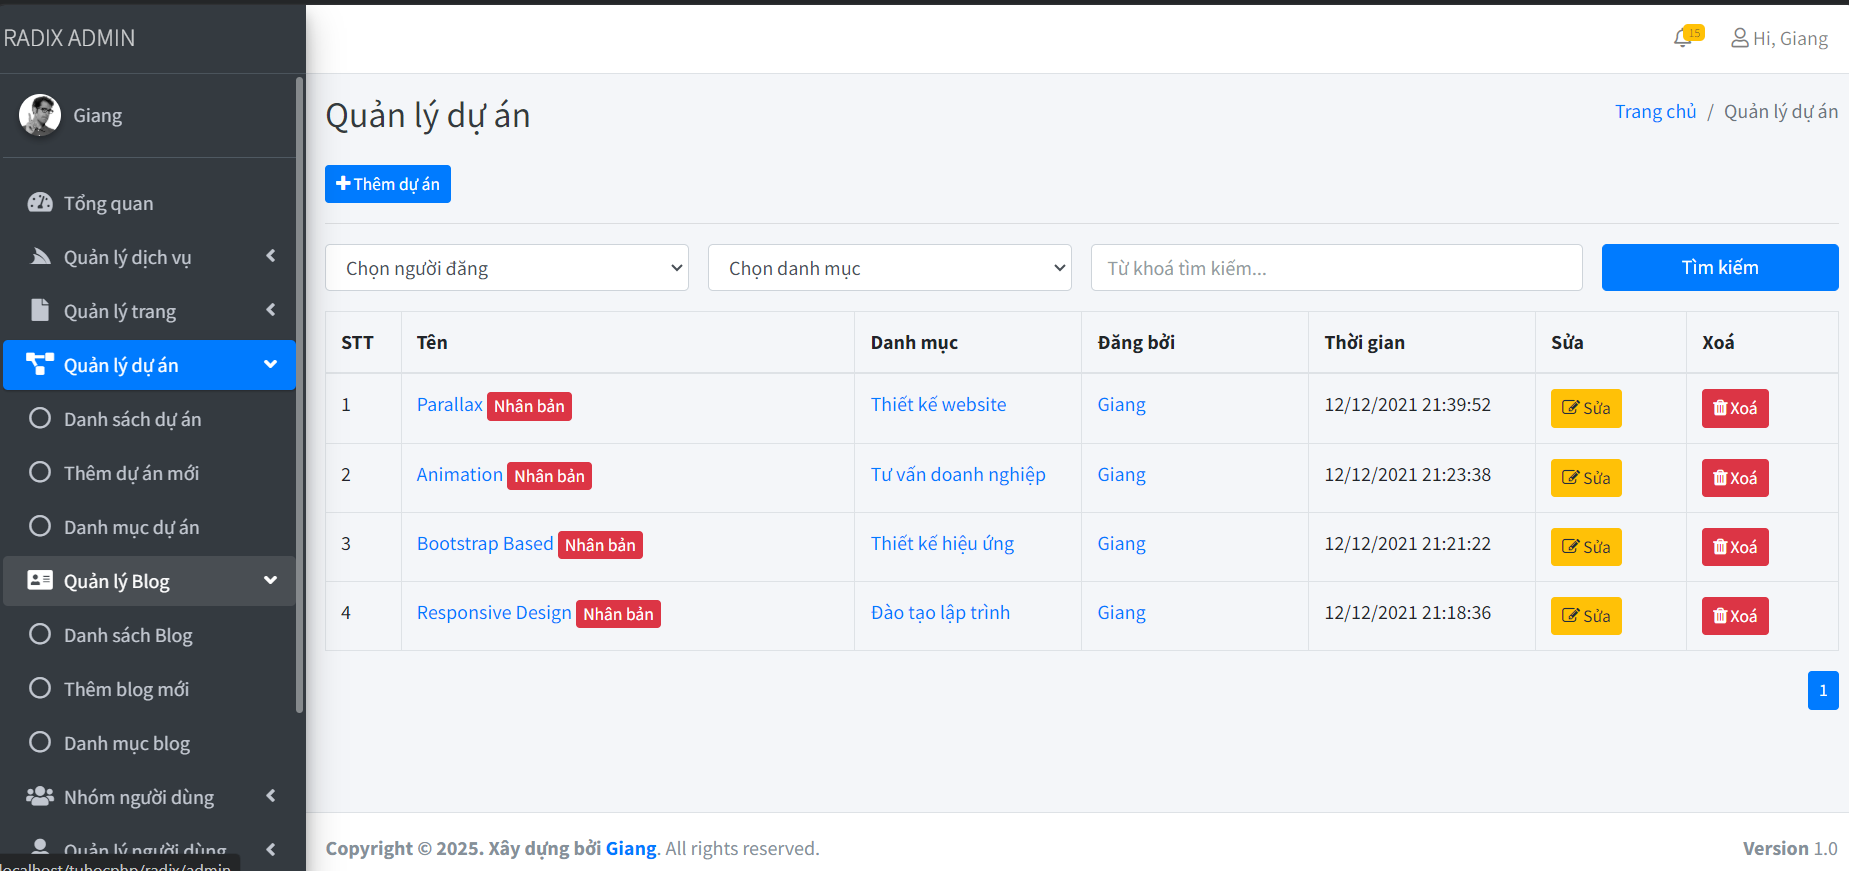 RADIX ADMIN
15
Hi, Giang
Giang
Tổng quan
Quản lý dịch vụ
Quản lý trang
Quản lý dự án
Danh sách dự án
Thêm dự án mới
Danh mục dự án
Quản lý Blog
Danh sách Blog
Thêm blog mới
Danh mục blog
Nhóm người dùng
Quản lý người dùng
localhost/tuhocphp/radix/admin
Quản lý dự án
Trang chủ / Quản lý dự án
Thêm dự án
Chọn người đăng
Chọn danh mục
Từ khoá tìm kiếm...
Tìm kiếm
STT Tên Danh mục Đăng bởi Thời gian Sửa Xoá
1 Parallax Nhân bản Thiết kế website Giang 12/12/2021 21:39:52 Sửa Xoá
2 Animation Nhân bản Tư vấn doanh nghiệp Giang 12/12/2021 21:23:38 Sửa Xoá
3 Bootstrap Based Nhân bản Thiết kế hiệu ứng Giang 12/12/2021 21:21:22 Sửa Xoá
4 Responsive Design Nhân bản Đào tạo lập trình Giang 12/12/2021 21:18:36 Sửa Xoá
1
Copyright © 2025. Xây dựng bởi Giang. All rights reserved.
Version 1.0